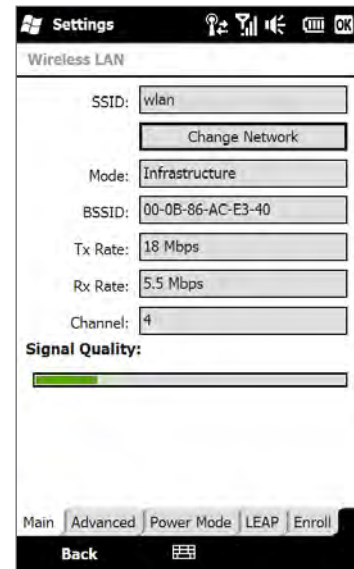 Settings OK
Wireless LAN
SSID: wlan
Change Network
Mode: Infrastructure
BSSID: 00-0B-86-AC-E3-40
Tx Rate: 18 Mbps
Rx Rate: 5.5 Mbps
Channel: 4
Signal Quality:
Main Advanced Power Mode LEAP Enroll
Back